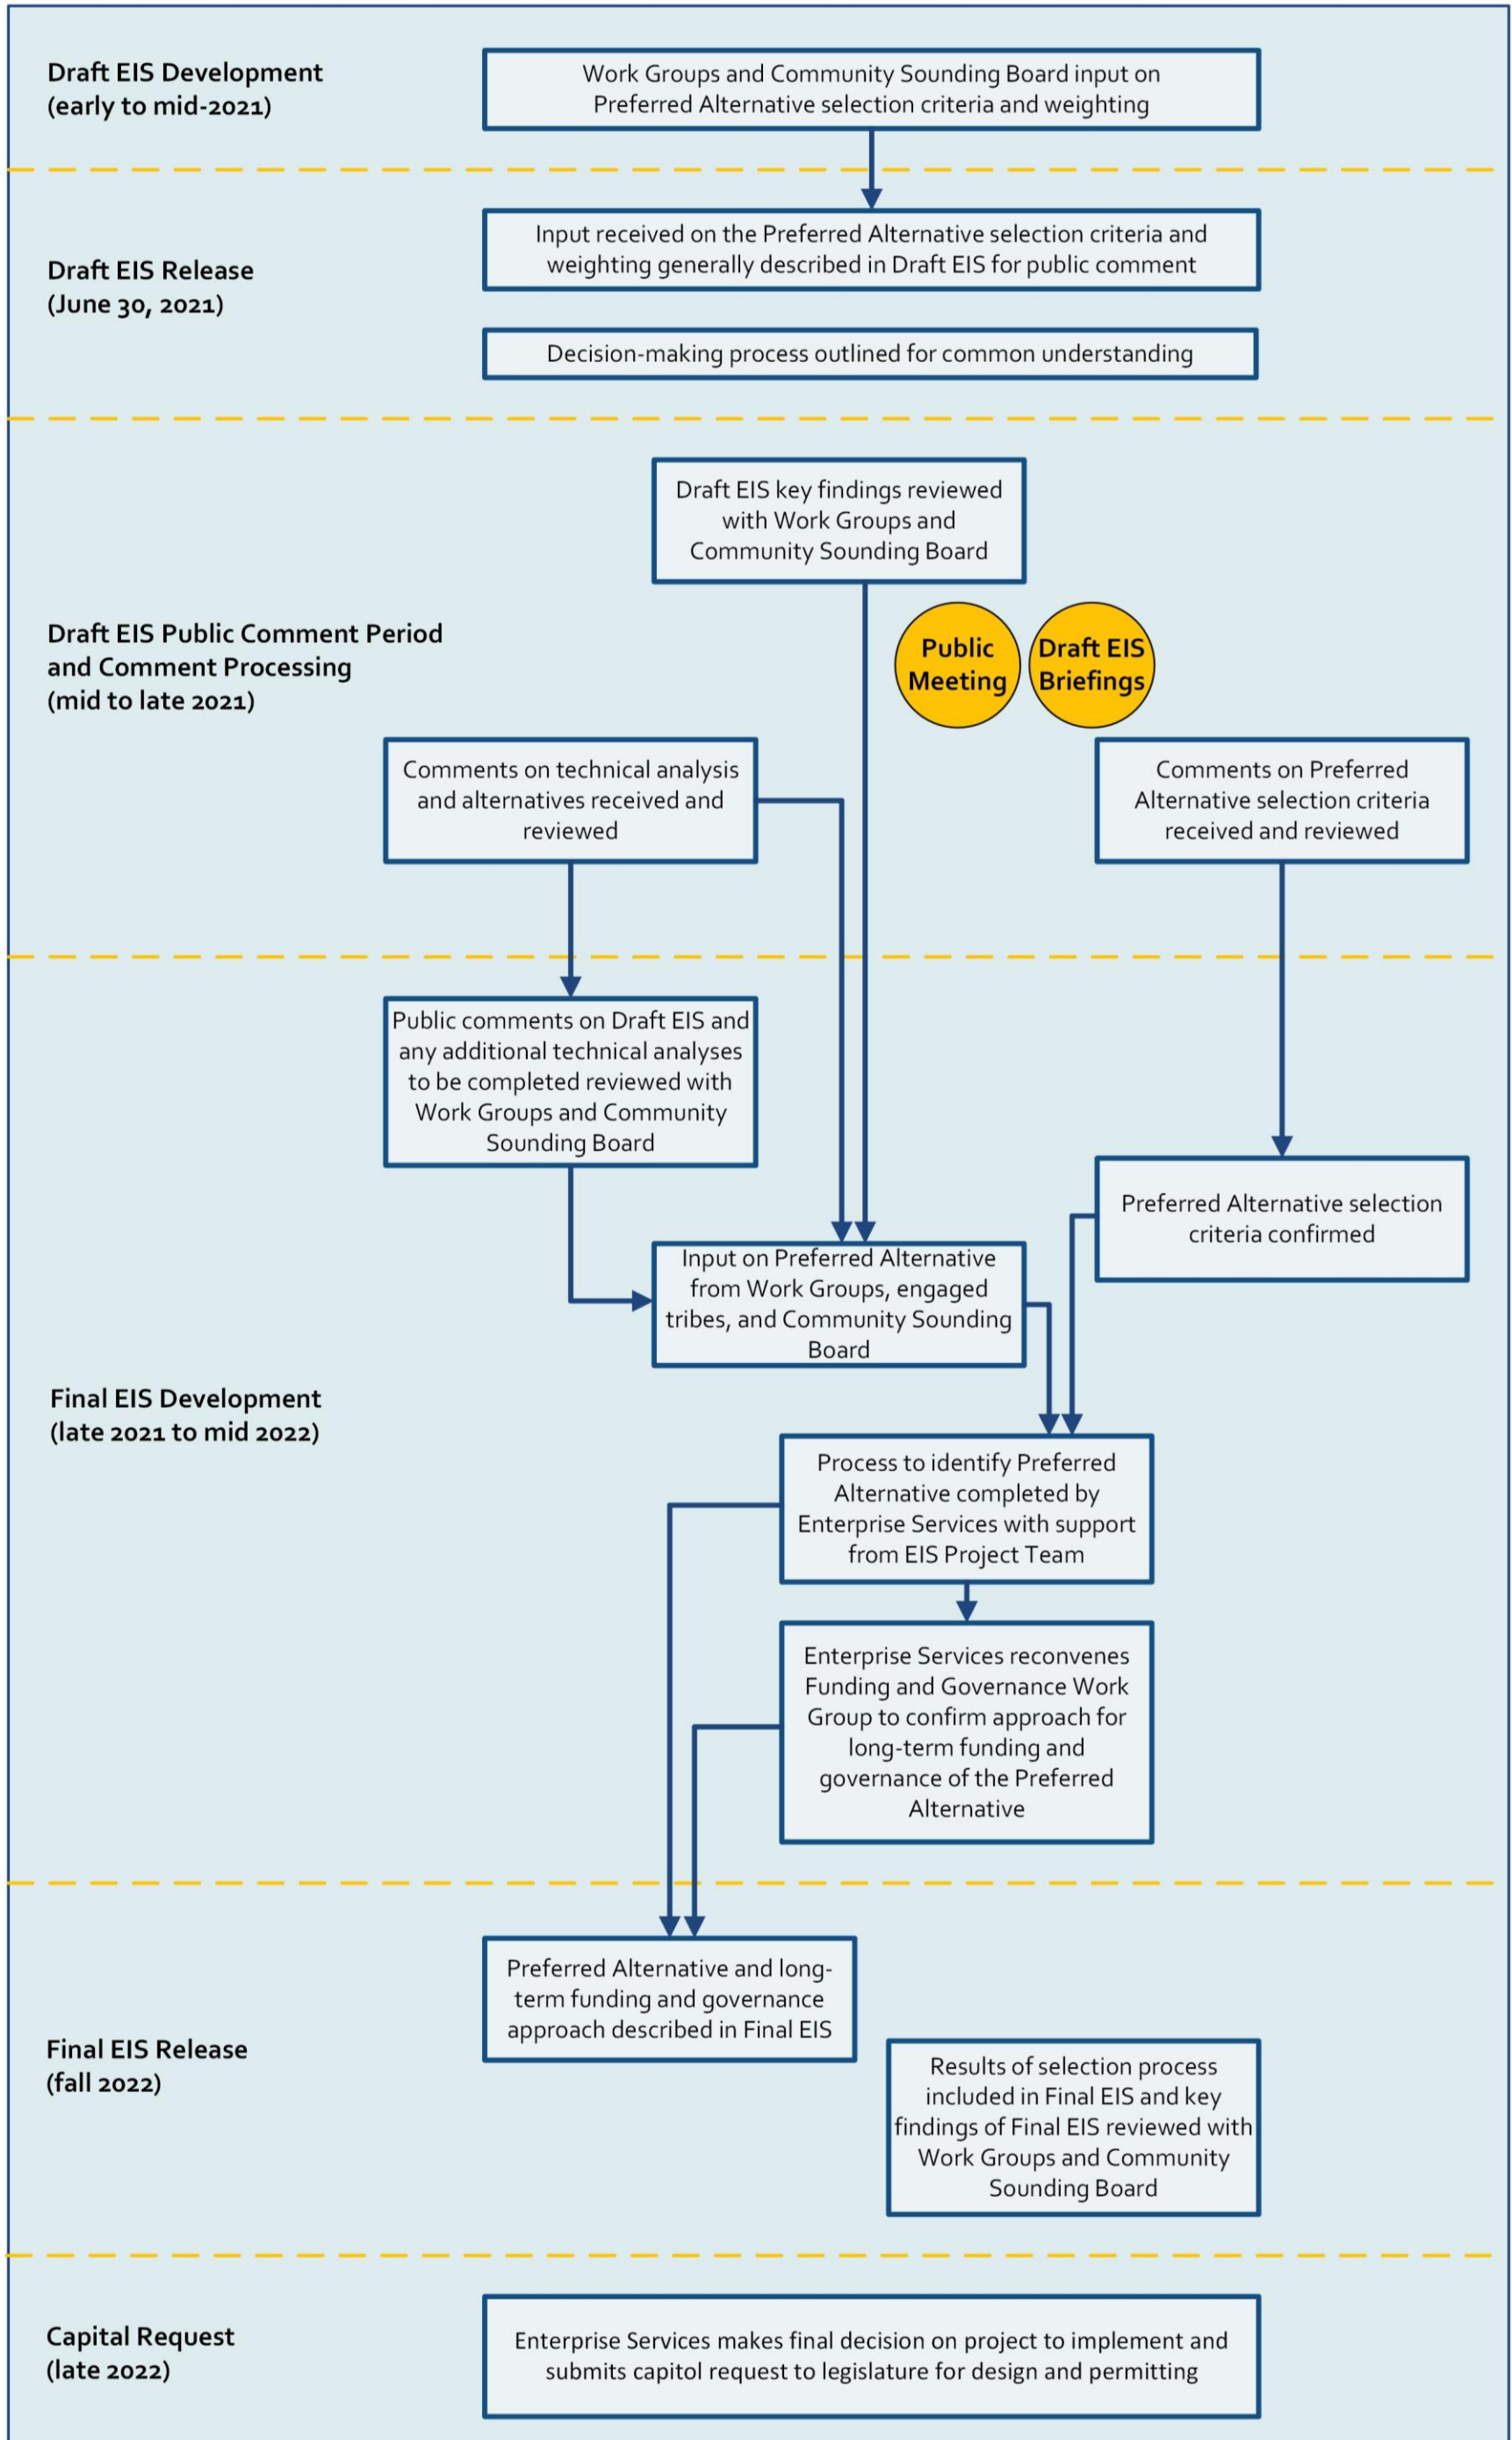 Draft EIS Development
(early to mid-2021)
Work Groups and Community Sounding Board input on
Preferred Alternative selection criteria and weighting
Draft EIS Release
(June 30, 2021)
Input received on the Preferred Alternative selection criteria and
weighting generally described in Draft EIS for public comment
Decision-making process outlined for common understanding
Draft EIS Public Comment Period
and Comment Processing
(mid to late 2021)
Draft EIS key findings reviewed
with Work Groups and
Community Sounding Board
Public
Meeting
Draft EIS
Briefings
Comments on technical analysis
and alternatives received and
reviewed
Comments on Preferred
Alternative selection criteria
received and reviewed
Final EIS Development
(late 2021 to mid 2022)
Public comments on Draft EIS and
any additional technical analyses
to be completed reviewed with
Work Groups and Community
Sounding Board
Preferred Alternative selection
criteria confirmed
Input on Preferred Alternative
from Work Groups, engaged
tribes, and Community Sounding
Board
Process to identify Preferred
Alternative completed by
Enterprise Services with support
from EIS Project Team
Enterprise Services reconvenes
Funding and Governance Work
Group to confirm approach for
long-term funding and
governance of the Preferred
Alternative
Final EIS Release
(fall 2022)
Preferred Alternative and long-
term funding and governance
approach described in Final EIS
Results of selection process
included in Final EIS and key
findings of Final EIS reviewed with
Work Groups and Community
Sounding Board
Capital Request
(late 2022)
Enterprise Services makes final decision on project to implement and
submits capitol request to legislature for design and permitting